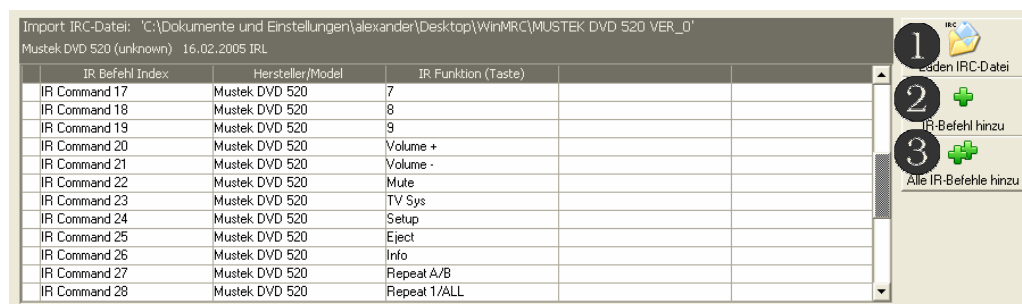 Import IRC-Datei: 'C:\Dokumente und Einstellungen\alexander\Desktop\WinMRC\MUSTEK DVD 520 VER_0'
Mustek DVD 520 (unknown) 16.02.2005 IRL
IR Befehl Index Hersteller/Model IR Funktion (Taste)
IR Command 17 Mustek DVD 520 7
IR Command 18 Mustek DVD 520 8
IR Command 19 Mustek DVD 520 9
IR Command 20 Mustek DVD 520 Volume +
IR Command 21 Mustek DVD 520 Volume -
IR Command 22 Mustek DVD 520 Mute
IR Command 23 Mustek DVD 520 TV Sys
IR Command 24 Mustek DVD 520 Setup
IR Command 25 Mustek DVD 520 Eject
IR Command 26 Mustek DVD 520 Info
IR Command 27 Mustek DVD 520 Repeat A/B
IR Command 28 Mustek DVD 520 Repeat 1/ALL
IRC
1
Laden IRC-Datei
2
IR-Befehl hinzu
3
Alle IR-Befehle hinzu